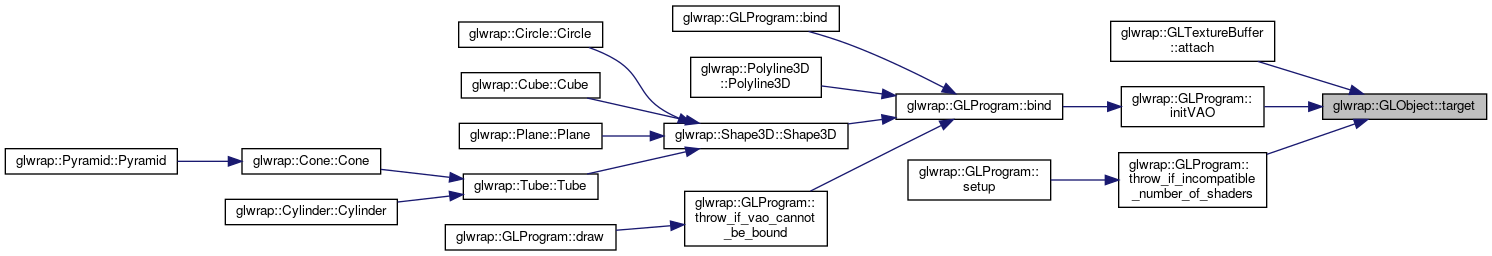 glwrap::Pyramid::Pyramid
glwrap::Cone::Cone
glwrap::Cylinder::Cylinder
glwrap::Circle::Circle
glwrap::Cube::Cube
glwrap::Plane::Plane
glwrap::Tube::Tube
glwrap::GLProgram::draw
glwrap::GLProgram::bind
glwrap::Polyline3D
::Polyline3D
glwrap::Shape3D::Shape3D
glwrap::GLProgram::
throw_if_vao_cannot
_be_bound
glwrap::GLProgram::bind
glwrap::GLProgram::
setup
glwrap::GLTextureBuffer
::attach
glwrap::GLProgram::
initVAO
glwrap::GLProgram::
throw_if_incompatible
_number_of_shaders
glwrap::GLObject::target